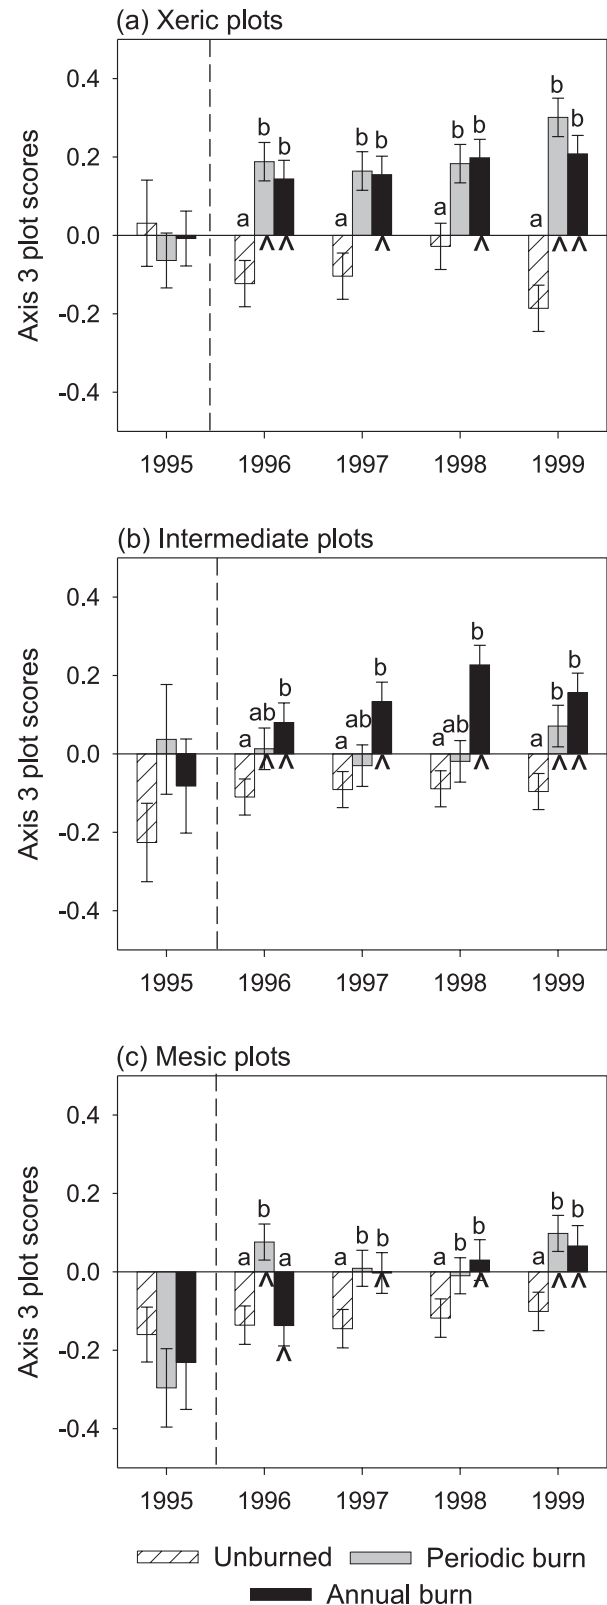 (a) Xeric plots
0.4
b
b
b
b
b
b
b
b
0.2
a
a
a
a
0.0
^ ^
^
^
^ ^
-0.2
-0.4
Axis 3 plot scores
1995 1996 1997 1998 1999
(b) Intermediate plots
0.4
b
b
b
b
b
0.2
a
ab
a
ab
a
ab
a
0.0
^ ^
^
^
^ ^
-0.2
-0.4
Axis 3 plot scores
1995 1996 1997 1998 1999
(c) Mesic plots
0.4
0.2
a b a
a b b
a b b
a b b
0.0
^
^
^
^
^ ^
-0.2
-0.4
Axis 3 plot scores
1995 1996 1997 1998 1999
Unburned Periodic burn
Annual burn